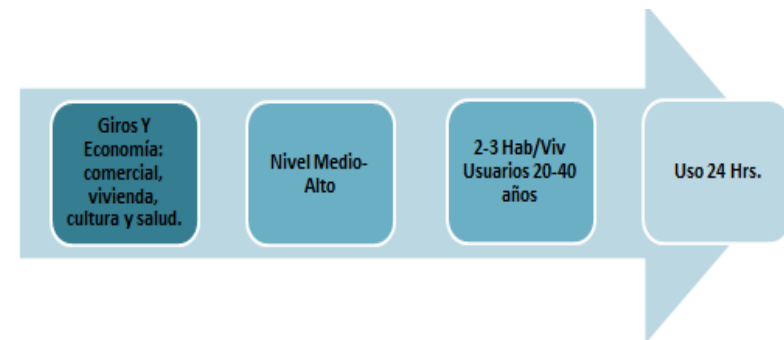 Giros Y
Economía:
comercial,
vivienda,
cultura y salud.
Nivel Medio-
Alto
2-3 Hab/Viv
Usuarios 20-40
años
Uso 24 Hrs.